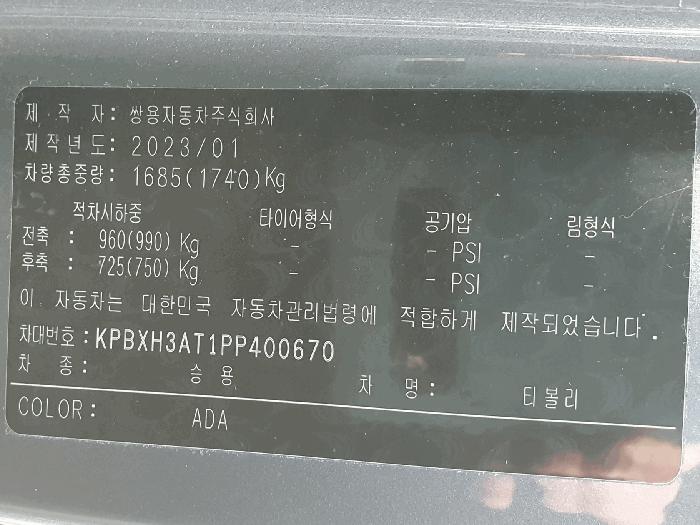 제 작 자: 쌍용자동차주식회사
제작년도: 2023/01
차량총중량: 1685(1740)Kg
적차시하중 타이어형식 공기압 림형식
전축 : 960(990) Kg - - PSI -
후축 : 725(750) Kg - - PSI -
이 자동차는 대한민국 자동차관리법령에 적합하게 제작되었습니다.
차대번호:KPBXH3AT1PP400670
차 종: 승용 차 명: 티볼리
COLOR: ADA